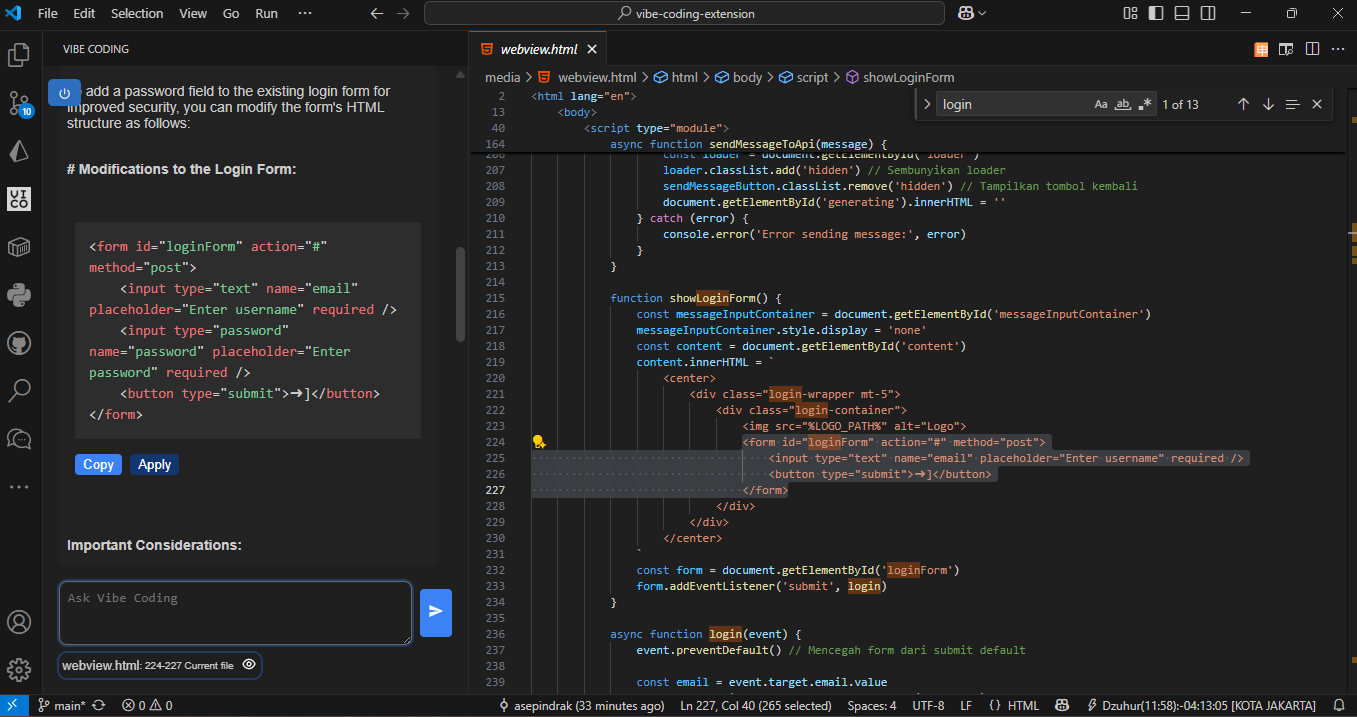 File Edit Selection View Go Run ···
vibe-coding-extension
VIBE CODING
add a password field to the existing login form for
improved security, you can modify the form's HTML
structure as follows:
# Modifications to the Login Form:
<form id="loginForm" action="#"
method="post">
<input type="text" name="email"
placeholder="Enter username" required />
<input type="password"
name="password" placeholder="Enter
password" required />
<button type="submit">➜]</button>
</form>
Copy Apply
Important Considerations:
Ask Vibe Coding
webview.html: 224-227 Current file
10
UI
CO
webview.html
media > webview.html > html > body > script > showLoginForm
login Aa ab .* 1 of 13
2 <html lang="en">
13 <body>
40 <script type="module">
164 async function sendMessageToApi(message) {
206 const loader = document.getElementById('loader')
207 loader.classList.add('hidden') // Sembunyikan loader
208 sendMessageButton.classList.remove('hidden') // Tampilkan tombol kembali
209 document.getElementById('generating').innerHTML = ''
210 } catch (error) {
211 console.error('Error sending message:', error)
212 }
213 }
214
215 function showLoginForm() {
216 const messageInputContainer = document.getElementById('messageInputContainer')
217 messageInputContainer.style.display = 'none'
218 const content = document.getElementById('content')
219 content.innerHTML = `
220 <center>
221 <div class="login-wrapper mt-5">
222 <div class="login-container">
223 <img src="%LOGO_PATH%" alt="Logo">
224 <form id="loginForm" action="#" method="post">
225 <input type="text" name="email" placeholder="Enter username" required />
226 <button type="submit">➜]</button>
227 </form>
228 </div>
229 </div>
230 </center>
231 `
232 const form = document.getElementById('loginForm')
233 form.addEventListener('submit', login)
234 }
235
236 async function login(event) {
237 event.preventDefault() // Mencegah form dari submit default
238
239 const email = event.target.email.value
main* 0 0 asepindrak (33 minutes ago) Ln 227, Col 40 (265 selected) Spaces: 4 UTF-8 LF {} HTML Dzuhur(11:58):-04:13:05 [KOTA JAKARTA]